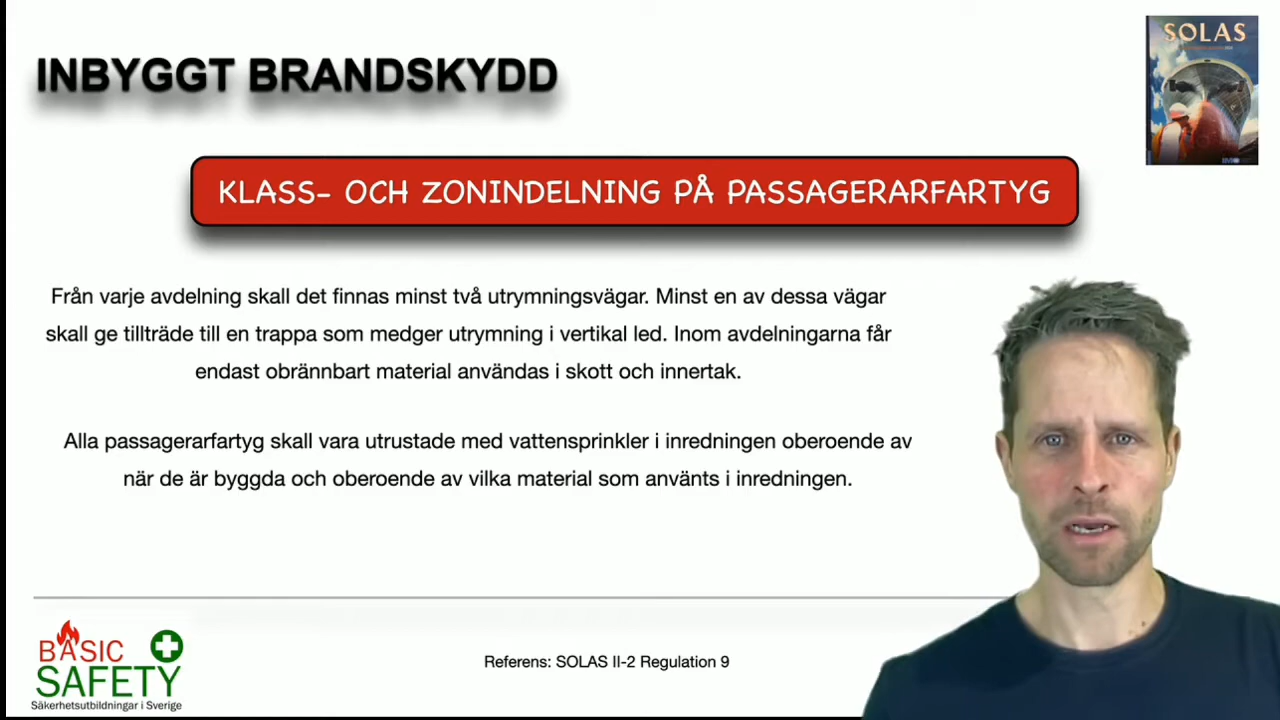 INBYGGT BRANDSKYDD
SOLAS
KLASS- OCH ZONINDELNING PÅ PASSAGERARFARTYG
Från varje avdelning skall det finnas minst två utrymningsvägar. Minst en av dessa vägar
skall ge tillträde till en trappa som medger utrymning i vertikal led. Inom avdelningarna får
endast obrännbart material användas i skott och innertak.
Alla passagerarfartyg skall vara utrustade med vattensprinkler i inredningen oberoende av
när de är byggda och oberoende av vilka material som använts i inredningen.
BASIC
SAFETY
Säkerhetsutbildningar i Sverige
Referens: SOLAS II-2 Regulation 9